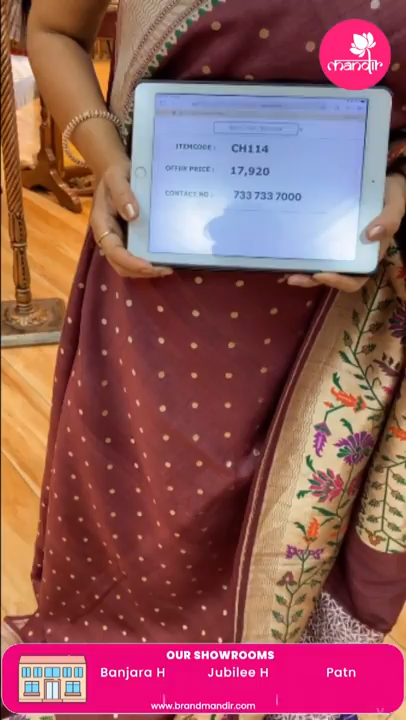 mandir
ITEMCODE : CH114
OFFER PRICE : 17,920
CONTACT NO : 733 733 7000
OUR SHOWROOMS
Banjara H Jubilee H Patn
www.brandmandir.com